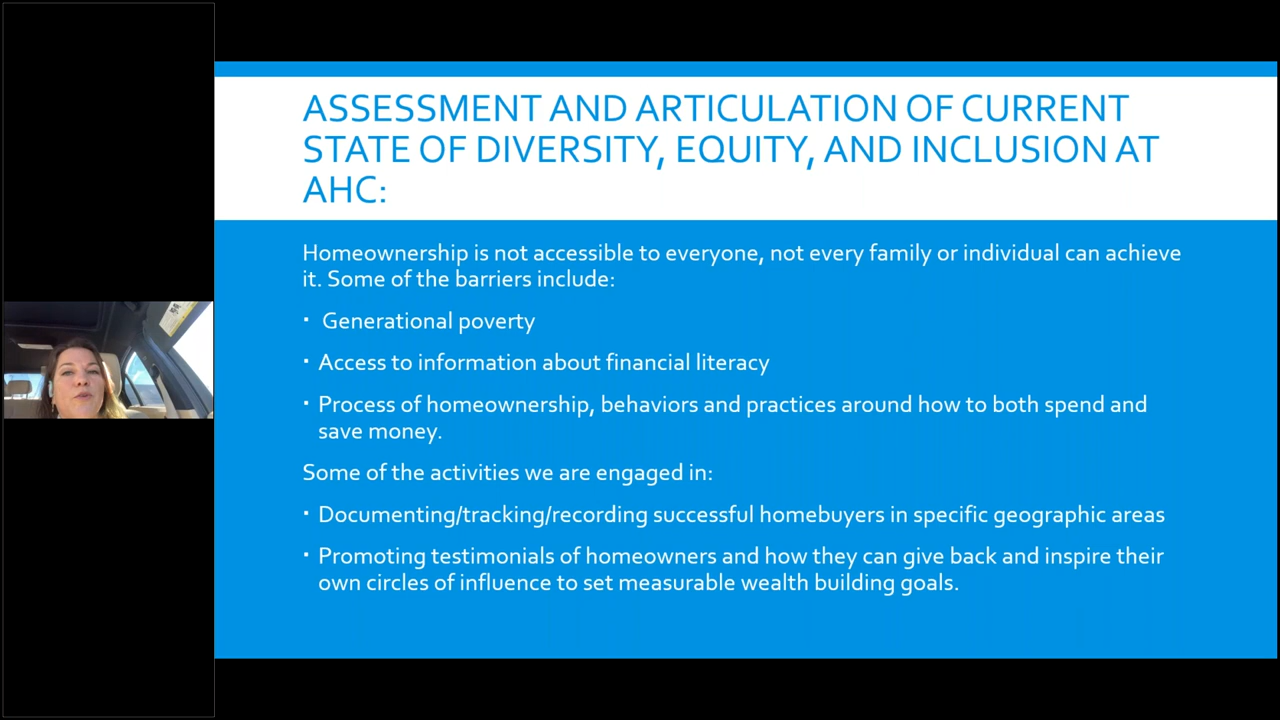 ASSESSMENT AND ARTICULATION OF CURRENT
STATE OF DIVERSITY, EQUITY, AND INCLUSION AT
AHC:
Homeownership is not accessible to everyone, not every family or individual can achieve
it. Some of the barriers include:
▪ Generational poverty
▪ Access to information about financial literacy
▪ Process of homeownership, behaviors and practices around how to both spend and
save money.
Some of the activities we are engaged in:
▪ Documenting/tracking/recording successful homebuyers in specific geographic areas
▪ Promoting testimonials of homeowners and how they can give back and inspire their
own circles of influence to set measurable wealth building goals.